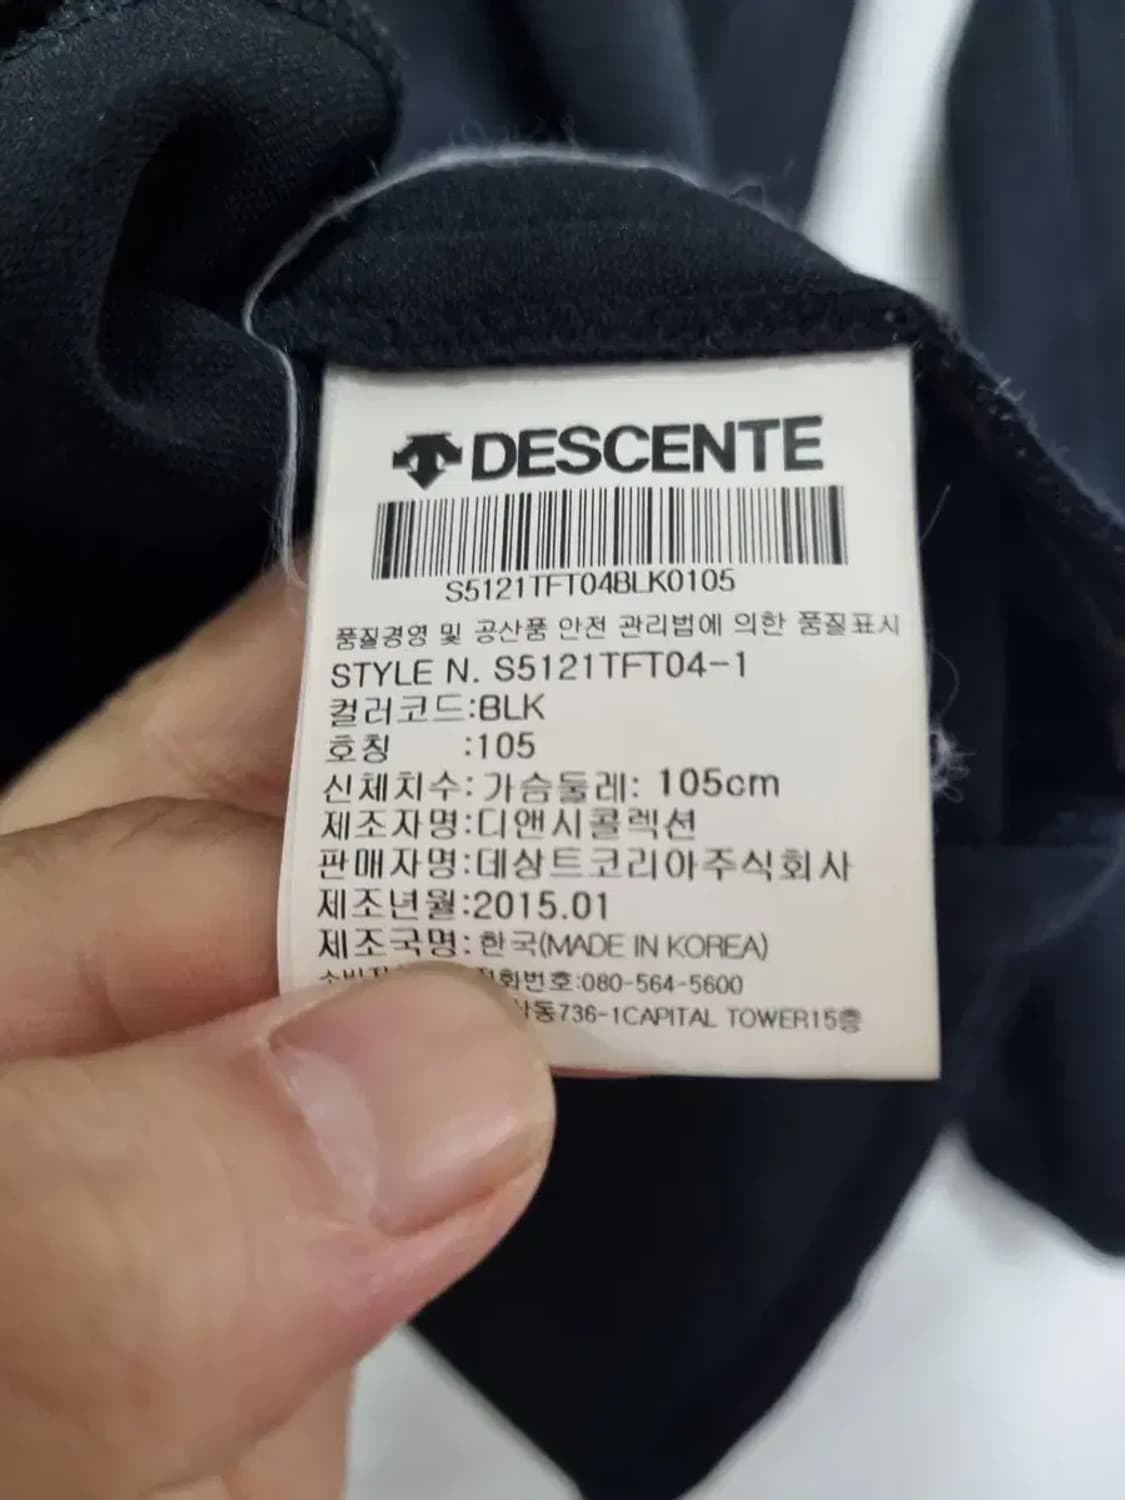 DESCENTE
S5121TFT04BLK0105
품질경영 및 공산품 안전 관리법에 의한 품질표시
STYLE N. S5121TFT04-1
컬러코드:BLK
호칭 :105
신체치수: 가슴둘레: 105cm
제조자명:디앤시콜렉션
판매자명:데상트코리아주식회사
제조년월:2015.01
제조국명: 한국(MADE IN KOREA)
080-564-5600
736-1CAPITAL TOWER15층